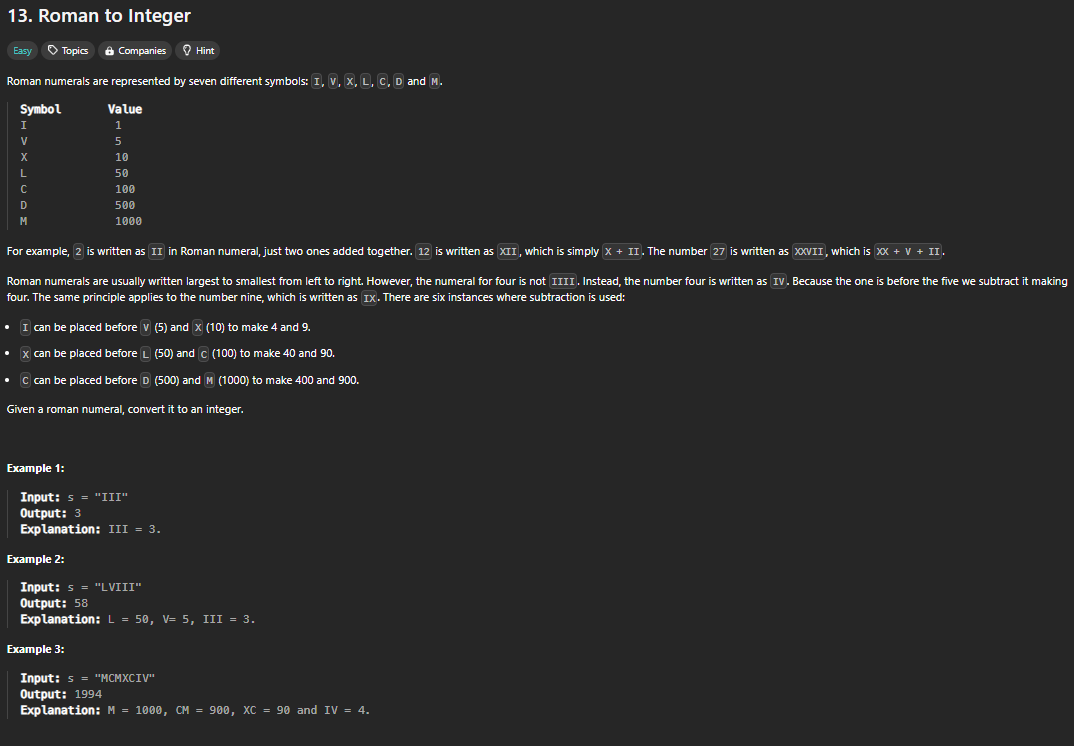 13. Roman to Integer
Easy Topics Companies Hint
Roman numerals are represented by seven different symbols: I, V, X, L, C, D and M.
Symbol Value
I 1
V 5
X 10
L 50
C 100
D 500
M 1000
For example, 2 is written as II in Roman numeral, just two ones added together. 12 is written as XII, which is simply X + II. The number 27 is written as XXVII, which is XX + V + II.
Roman numerals are usually written largest to smallest from left to right. However, the numeral for four is not IIII. Instead, the number four is written as IV. Because the one is before the five we subtract it making
four. The same principle applies to the number nine, which is written as IX. There are six instances where subtraction is used:
• I can be placed before V (5) and X (10) to make 4 and 9.
• X can be placed before L (50) and C (100) to make 40 and 90.
• C can be placed before D (500) and M (1000) to make 400 and 900.
Given a roman numeral, convert it to an integer.
Example 1:
Input: s = "III"
Output: 3
Explanation: III = 3.
Example 2:
Input: s = "LVIII"
Output: 58
Explanation: L = 50, V= 5, III = 3.
Example 3:
Input: s = "MCMXCIV"
Output: 1994
Explanation: M = 1000, CM = 900, XC = 90 and IV = 4.